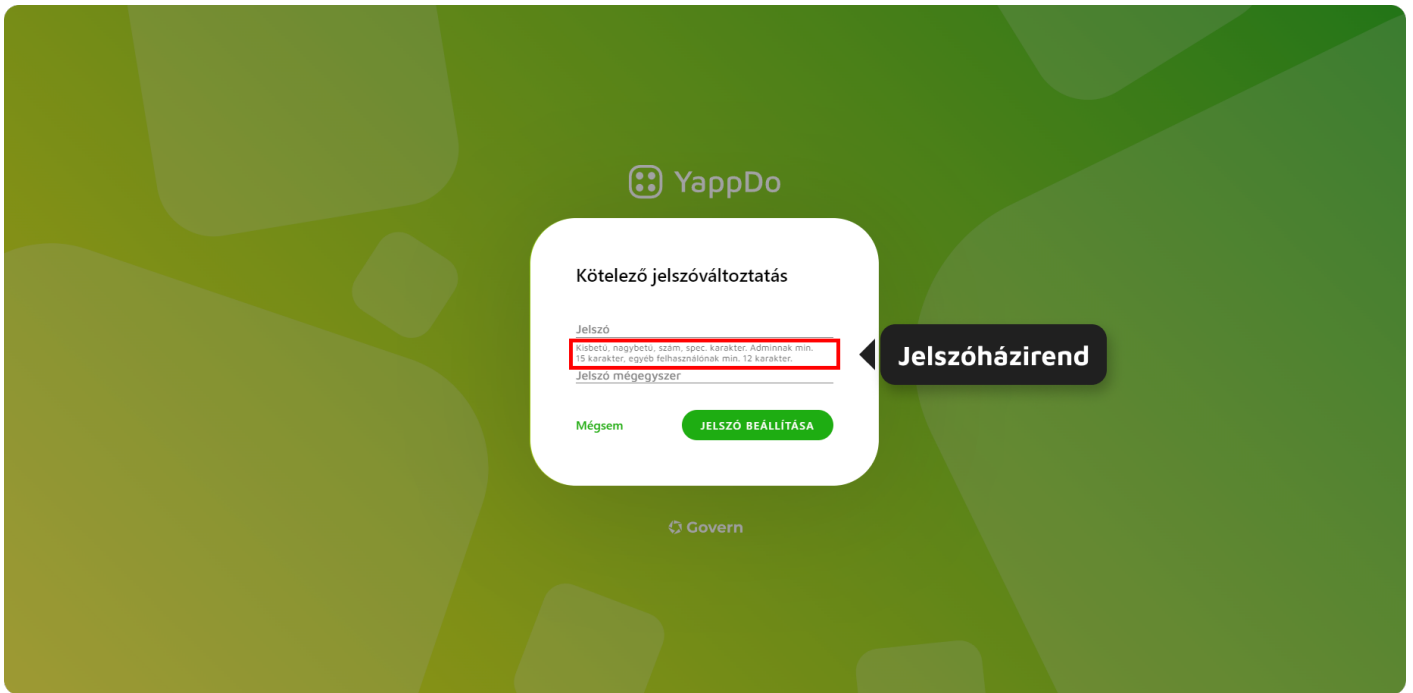 YappDo
Kötelező jelszóváltoztatás
Jelszó
Kisbetű, nagybetű, szám, spec. karakter. Adminnak min.
15 karakter, egyéb felhasználónak min. 12 karakter.
Jelszóházirend
Jelszó mégegyszer
Mégsem
JELSZÓ BEÁLLÍTÁSA
Govern